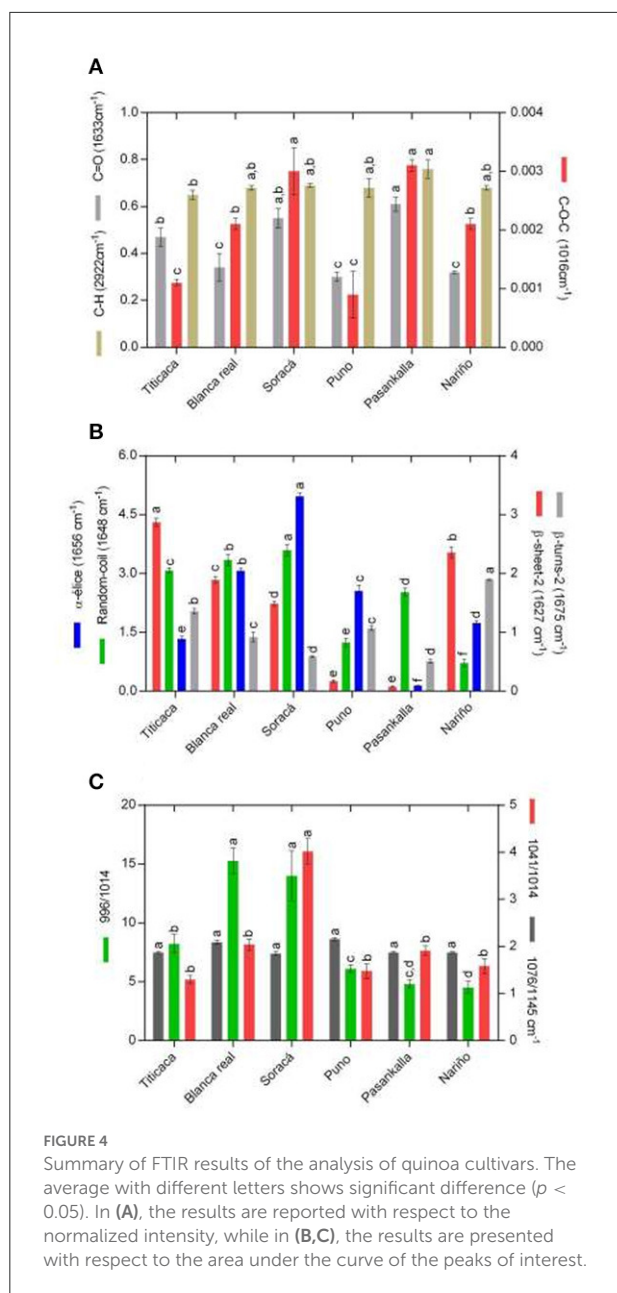 A
C-H (2922cm⁻¹)
C=O (1633cm⁻¹)
1.0
0.8
0.6
0.4
0.2
0.0
b
c
b
c
b
a,b
a,b
a
a,b
c
c
a,b
a
a
a
c
b
a,b
0.004
0.003
0.002
0.001
0.000
C-O-C (1016cm⁻¹)
Titicaca
Blanca real
Soracá
Puno
Pasankalla
Nariño
B
α-élice (1656 cm⁻¹)
Random-coil (1648 cm⁻¹)
6.0
4.5
3.0
1.5
0.0
a
c
e
b
c
b
b
c
d
a
a
d
e
e
c
c
e
d
f
d
b
f
d
a
4
3
2
1
0
β-sheet-2 (1627 cm⁻¹)
β-turns-2 (1675 cm⁻¹)
Titicaca
Blanca real
Soracá
Puno
Pasankalla
Nariño
C
996/1014
20
15
10
5
0
a
b
b
a
a
b
a
a
a
a
c
b
a
c,d
b
a
d
b
5
4
3
2
1
0
1041/1014
1076/1145 cm⁻¹
Titicaca
Blanca real
Soracá
Puno
Pasankalla
Nariño
FIGURE 4
Summary of FTIR results of the analysis of quinoa cultivars. The
average with different letters shows significant difference (p <
0.05). In (A), the results are reported with respect to the
normalized intensity, while in (B,C), the results are presented
with respect to the area under the curve of the peaks of interest.